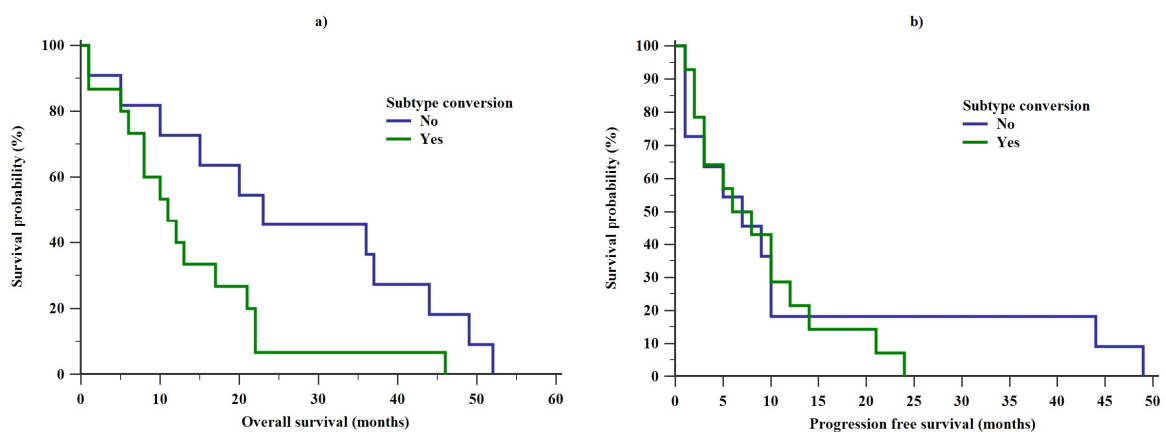 a)
Survival probability (%)
100
80
60
40
20
0
Subtype conversion
No
Yes
0 10 20 30 40 50 60
Overall survival (months)
b)
Survival probability (%)
100
90
80
70
60
50
40
30
20
10
0
Subtype conversion
No
Yes
0 5 10 15 20 25 30 35 40 45 50
Progression free survival (months)